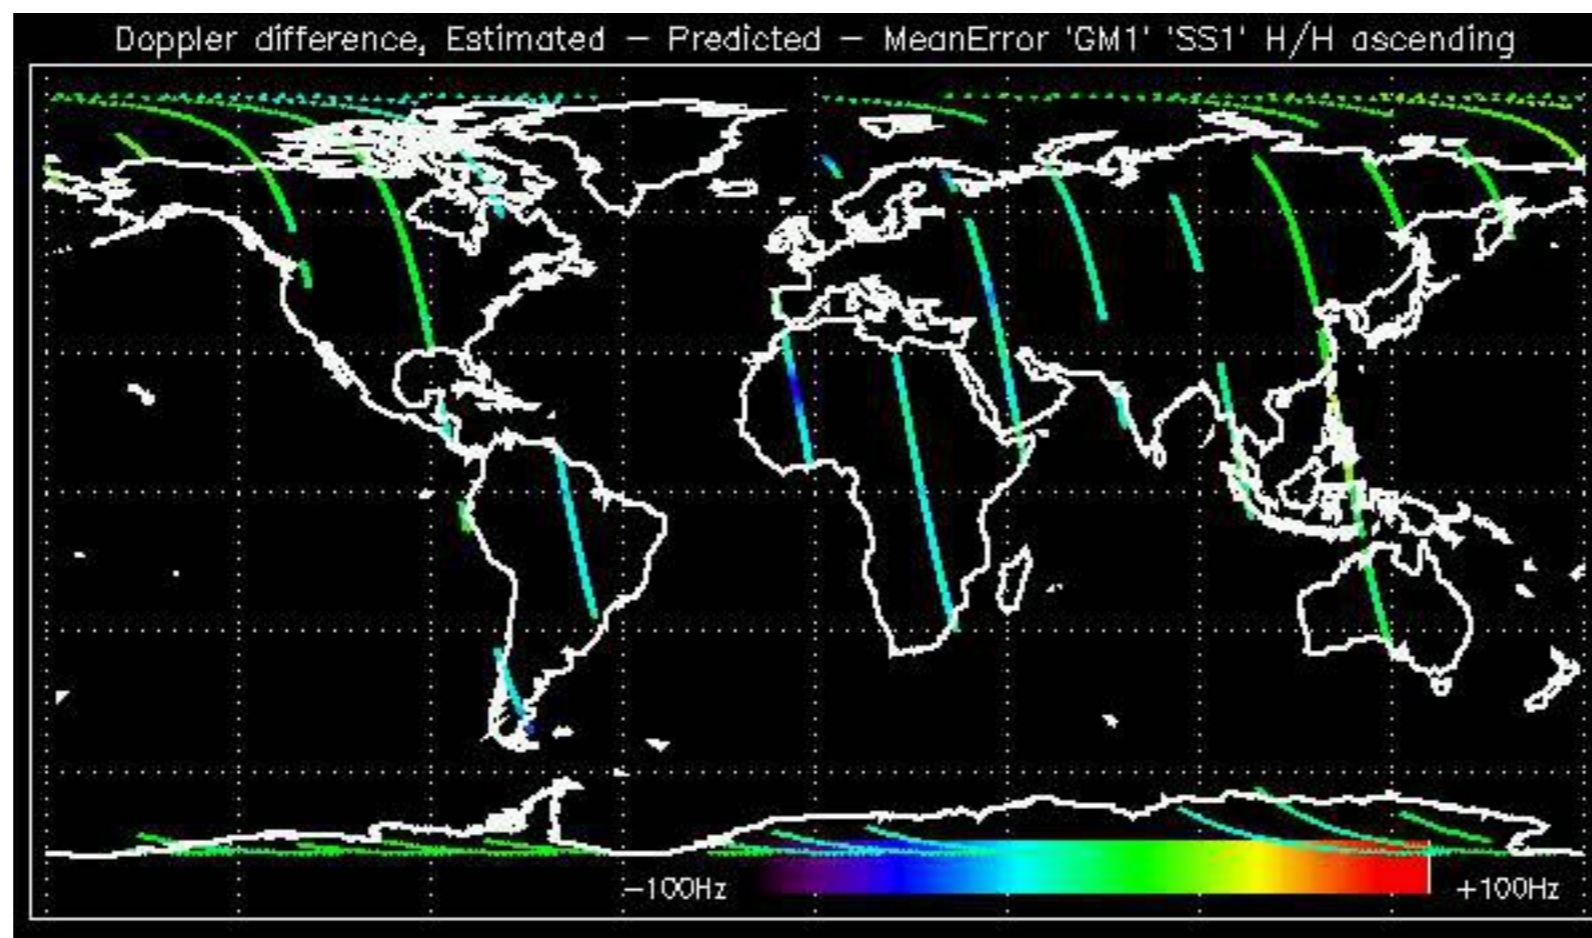 Doppler difference, Estimated – Predicted – MeanError 'GM1' 'SS1' H/H ascending
–100Hz +100Hz